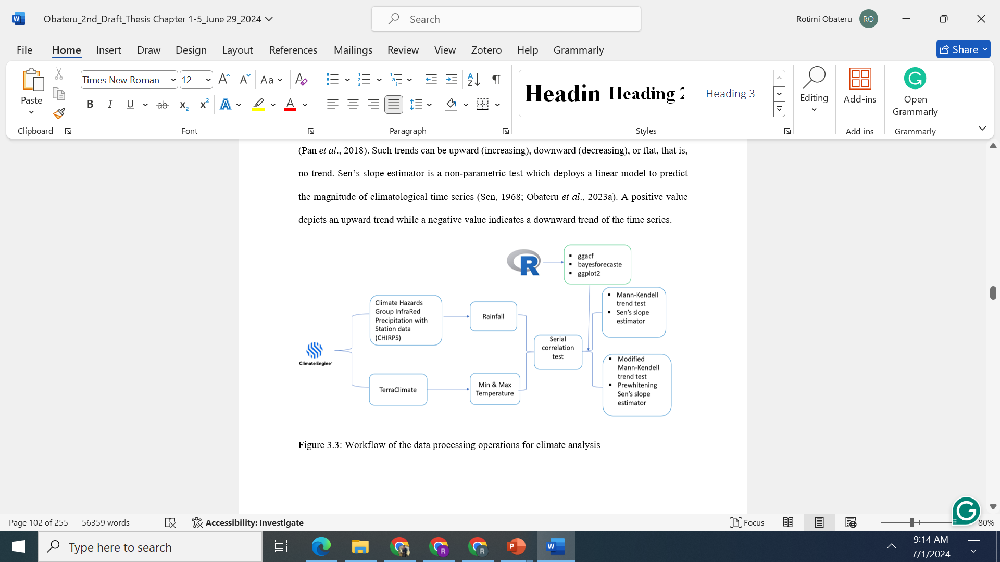 Obateru_2nd_Draft_Thesis Chapter 1-5_June 29_2024
Search
Rotimi Obateru
RO
File
Home
Insert
Draw
Design
Layout
References
Mailings
Review
View
Zotero
Help
Grammarly
Share
Paste
Clipboard
Times New Roman
12
Font
Paragraph
Headin
Heading 2
Heading 3
Styles
Editing
Add-ins
Add-ins
Open
Grammarly
Grammarly
(Pan et al., 2018). Such trends can be upward (increasing), downward (decreasing), or flat, that is,
no trend. Sen’s slope estimator is a non-parametric test which deploys a linear model to predict
the magnitude of climatological time series (Sen, 1968; Obateru et al., 2023a). A positive value
depicts an upward trend while a negative value indicates a downward trend of the time series.
R
▪ ggacf
▪ bayesforecaste
▪ ggplot2
Climate Hazards
Group InfraRed
Precipitation with
Station data
(CHIRPS)
Rainfall
▪ Mann-Kendell
trend test
▪ Sen’s slope
estimator
Climate Engine
Serial
correlation
test
TerraClimate
Min & Max
Temperature
▪ Modified
Mann-Kendell
trend test
▪ Prewhitening
Sen’s slope
estimator
Figure 3.3: Workflow of the data processing operations for climate analysis
Page 102 of 255
56359 words
Accessibility: Investigate
Focus
80%
Type here to search
9:14 AM
7/1/2024